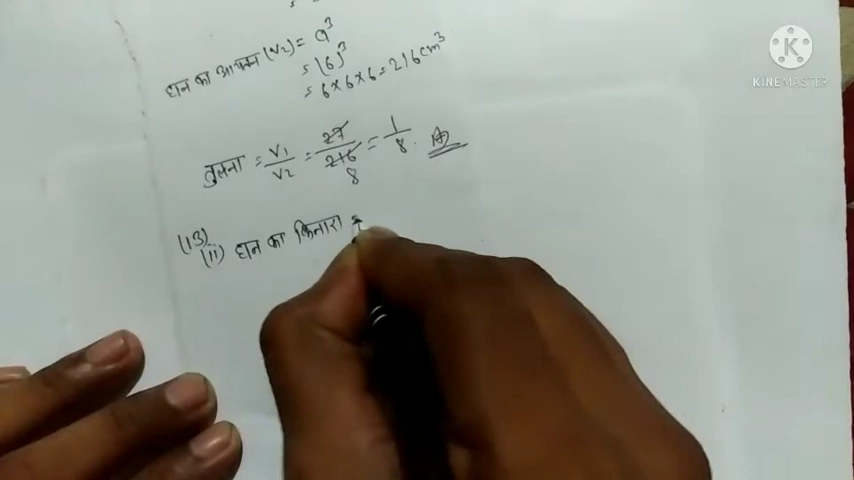 घन का आयतन (V2) = a³
= (6)³
= 6×6×6 = 216 cm³
तुलना = V1/V2 = 27/216 = 1/8.
8
(13)
(ii) घन का किनारा =
KINEMASTER